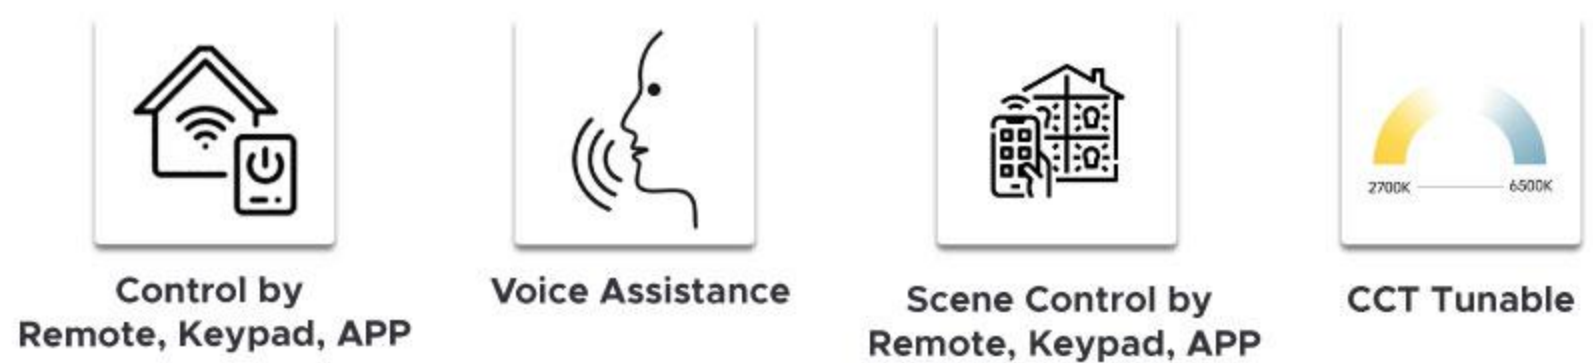 Control by
Remote, Keypad, APP
Voice Assistance
Scene Control by
Remote, Keypad, APP
2700K 6500K
CCT Tunable